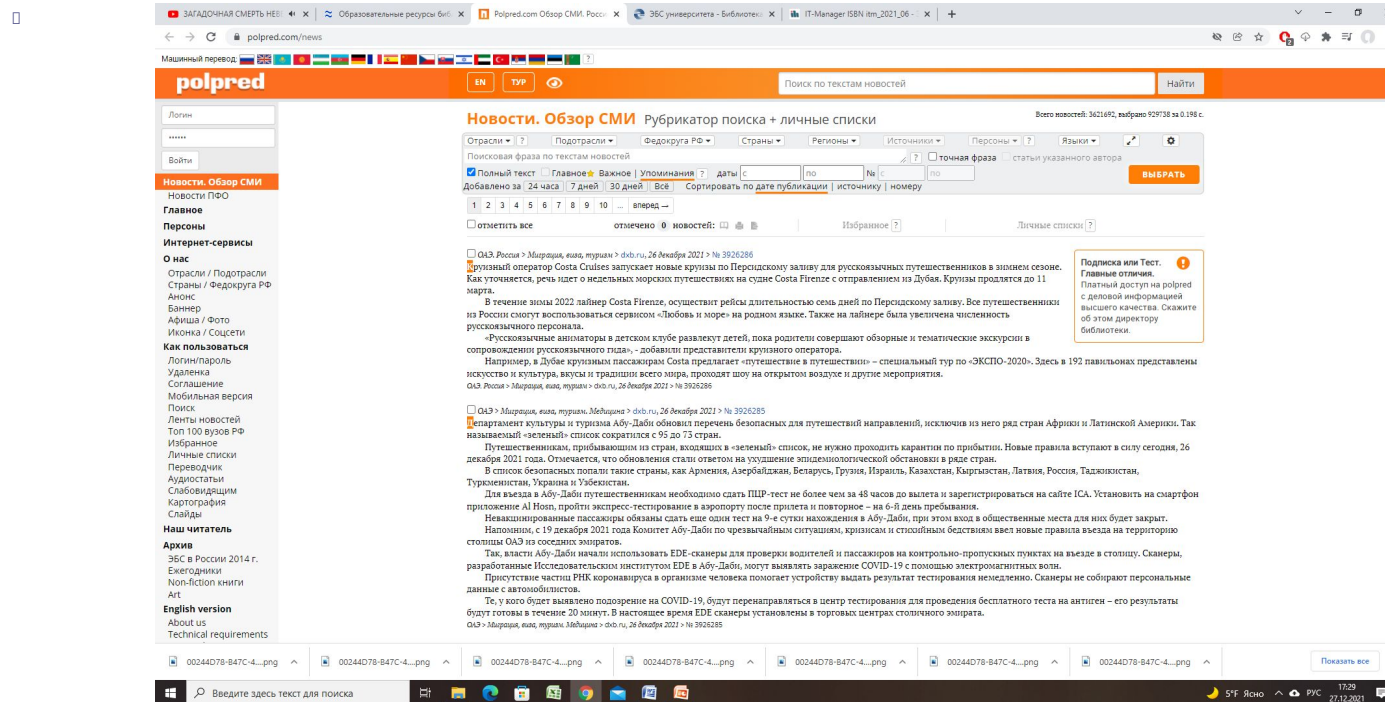 ЗАГАДОЧНАЯ СМЕРТЬ НЕВ
Образовательные ресурсы биб
Polpred.com Обзор СМИ. Росси
ЭБС университета - Библиотек
IT-Manager ISBN itm_2021_06 -
polpred.com/news
Машинный перевод:
polpred
EN ТУР
Поиск по текстам новостей
Найти
Логин
Войти
Новости. Обзор СМИ
Новости ПФО
Главное
Персоны
Интернет-сервисы
О нас
Отрасли / Подотрасли
Страны / Федокруга РФ
Анонс
Баннер
Афиша / Фото
Иконка / Соцсети
Как пользоваться
Логин/пароль
Удаленка
Соглашение
Мобильная версия
Поиск
Ленты новостей
Топ 100 вузов РФ
Избранное
Личные списки
Переводчик
Аудиостатьи
Слабовидящим
Картография
Слайды
Наш читатель
Архив
ЭБС в России 2014 г.
Ежегодники
Non-fiction книги
Art
English version
About us
Technical requirements
Новости. Обзор СМИ Рубрикатор поиска + личные списки
Всего новостей: 3621692, выбрано 929738 за 0.198 с.
Отрасли ? Подотрасли Федокруга РФ Страны Регионы Источники Персоны ? Языки
Поисковая фраза по текстам новостей ? точная фраза статьи указанного автора
Полный текст Главное Важное | Упоминания ? даты с по № с по ВЫБРАТЬ
Добавлено за 24 часа 7 дней 30 дней Всё Сортировать по дате публикации | источнику | номеру
1 2 3 4 5 6 7 8 9 10 ... вперед →
отметить все отмечено 0 новостей: Избранное ? Личные списки ?
ОАЭ. Россия > Миграция, виза, туризм > dxb.ru, 26 декабря 2021 > № 3926286
Круизный оператор Costa Cruises запускает новые круизы по Персидскому заливу для русскоязычных путешественников в зимнем сезоне.
Как уточняется, речь идет о недельных морских путешествиях на судне Costa Firenze с отправлением из Дубая. Круизы продлятся до 11
марта.
В течение зимы 2022 лайнер Costa Firenze, осуществит рейсы длительностью семь дней по Персидскому заливу. Все путешественники
из России смогут воспользоваться сервисом «Любовь и море» на родном языке. Также на лайнере была увеличена численность
русскоязычного персонала.
«Русскоязычные аниматоры в детском клубе развлекут детей, пока родители совершают обзорные и тематические экскурсии в
сопровождении русскоязычного гида», - добавили представители круизного оператора.
Например, в Дубае круизным пассажирам Costa предлагает «путешествие в путешествии» – специальный тур по «ЭКСПО-2020». Здесь в 192 павильонах представлены
искусство и культура, вкусы и традиции всего мира, проходят шоу на открытом воздухе и другие мероприятия.
ОАЭ. Россия > Миграция, виза, туризм > dxb.ru, 26 декабря 2021 > № 3926286
Подписка или Тест.
Главные отличия.
Платный доступ на polpred
с деловой информацией
высшего качества. Скажите
об этом директору
библиотеки.
ОАЭ > Миграция, виза, туризм. Медицина > dxb.ru, 26 декабря 2021 > № 3926285
Департамент культуры и туризма Абу-Даби обновил перечень безопасных для путешествий направлений, исключив из него ряд стран Африки и Латинской Америки. Так
называемый «зеленый» список сократился с 95 до 73 стран.
Путешественникам, прибывающим из стран, входящих в «зеленый» список, не нужно проходить карантин по прибытии. Новые правила вступают в силу сегодня, 26
декабря 2021 года. Отмечается, что обновления стали ответом на ухудшение эпидемиологической обстановки в ряде стран.
В список безопасных попали такие страны, как Армения, Азербайджан, Беларусь, Грузия, Израиль, Казахстан, Кыргызстан, Латвия, Россия, Таджикистан,
Туркменистан, Украина и Узбекистан.
Для въезда в Абу-Даби путешественникам необходимо сдать ПЦР-тест не более чем за 48 часов до вылета и зарегистрироваться на сайте ICA. Установить на смартфон
приложение Al Hosn, пройти экспресс-тестирование в аэропорту после прилета и повторное – на 6-й день пребывания.
Невакцинированные пассажиры обязаны сдать еще один тест на 9-е сутки нахождения в Абу-Даби, при этом вход в общественные места для них будет закрыт.
Напомним, с 19 декабря 2021 года Комитет Абу-Даби по чрезвычайным ситуациям, кризисам и стихийным бедствиям ввел новые правила въезда на территорию
столицы ОАЭ из соседних эмиратов.
Так, власти Абу-Даби начали использовать EDE-сканеры для проверки водителей и пассажиров на контрольно-пропускных пунктах на въезде в столицу. Сканеры,
разработанные Исследовательским институтом EDE в Абу-Даби, могут выявлять заражение COVID-19 с помощью электромагнитных волн.
Присутствие частиц РНК коронавируса в организме человека помогает устройству выдать результат тестирования немедленно. Сканеры не собирают персональные
данные с автомобилистов.
Те, у кого будет выявлено подозрение на COVID-19, будут перенаправляться в центр тестирования для проведения бесплатного теста на антиген – его результаты
будут готовы в течение 20 минут. В настоящее время EDE сканеры установлены в торговых центрах столичного эмирата.
ОАЭ > Миграция, виза, туризм. Медицина > dxb.ru, 26 декабря 2021 > № 3926285
00244D78-B47C-4....png 00244D78-B47C-4....png 00244D78-B47C-4....png 00244D78-B47C-4....png 00244D78-B47C-4....png 00244D78-B47C-4....png 00244D78-B47C-4....png Показать все
Введите здесь текст для поиска
5°F Ясно РУС 17:29
27.12.2021